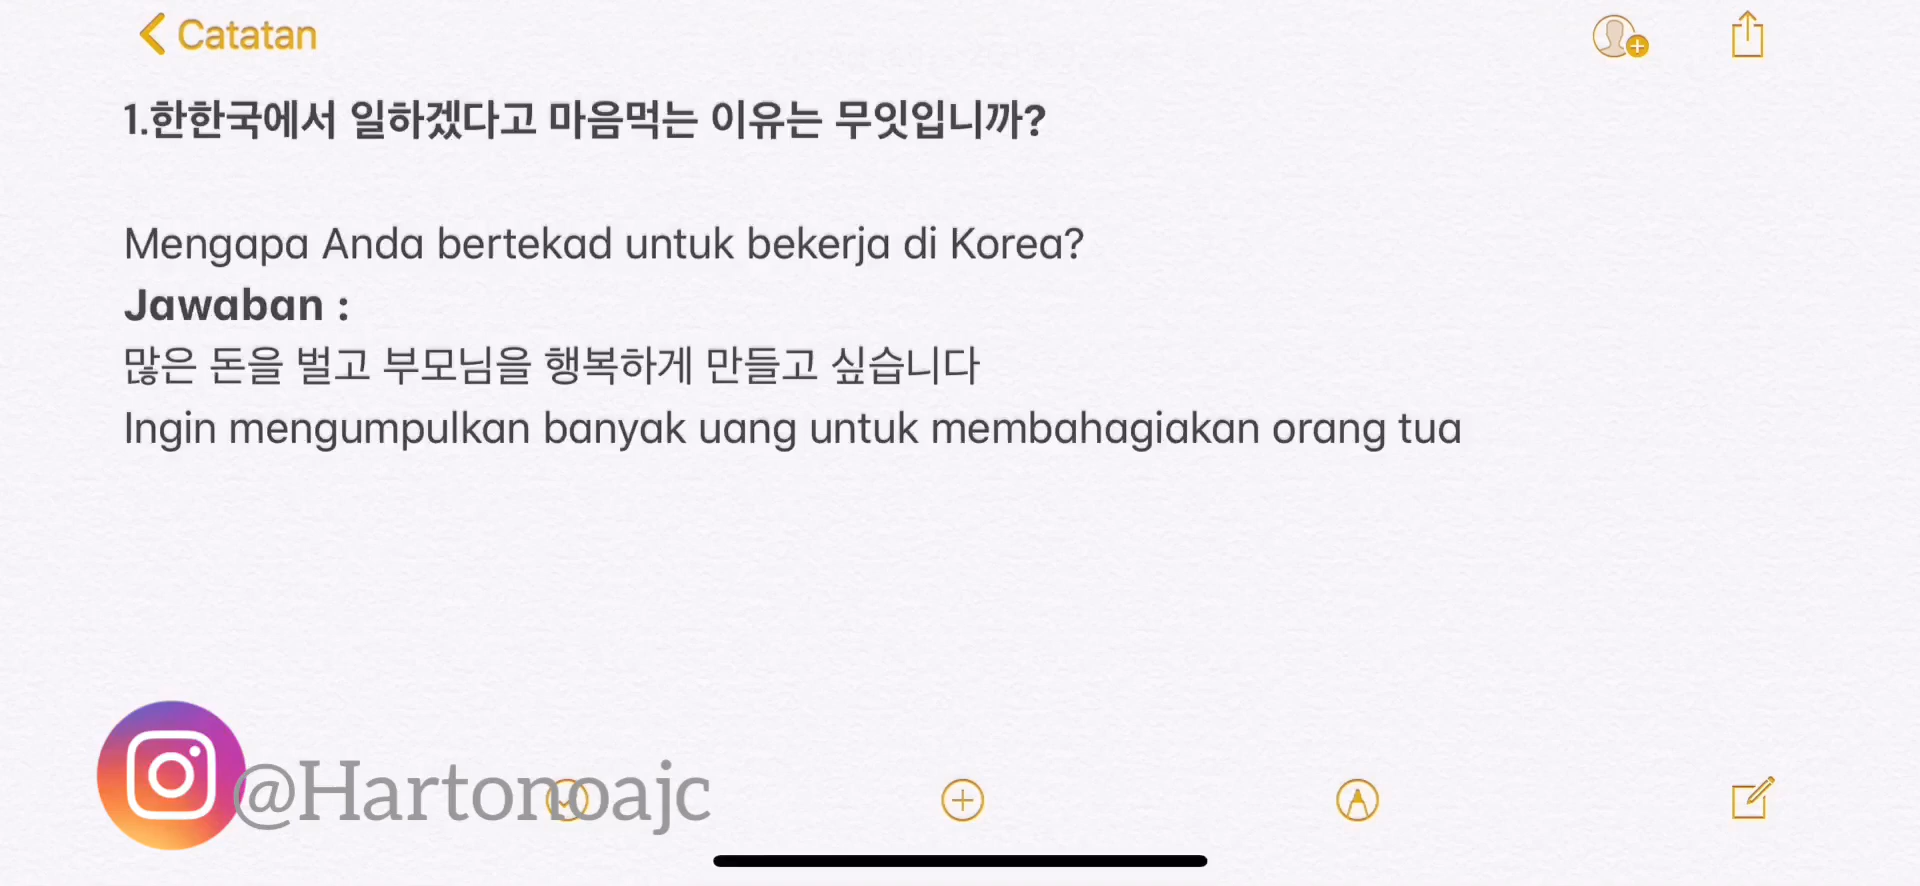 Catatan
1.한한국에서 일하겠다고 마음먹는 이유는 무잇입니까?
Mengapa Anda bertekad untuk bekerja di Korea?
Jawaban :
많은 돈을 벌고 부모님을 행복하게 만들고 싶습니다
Ingin mengumpulkan banyak uang untuk membahagiakan orang tua
@Hartonoajc